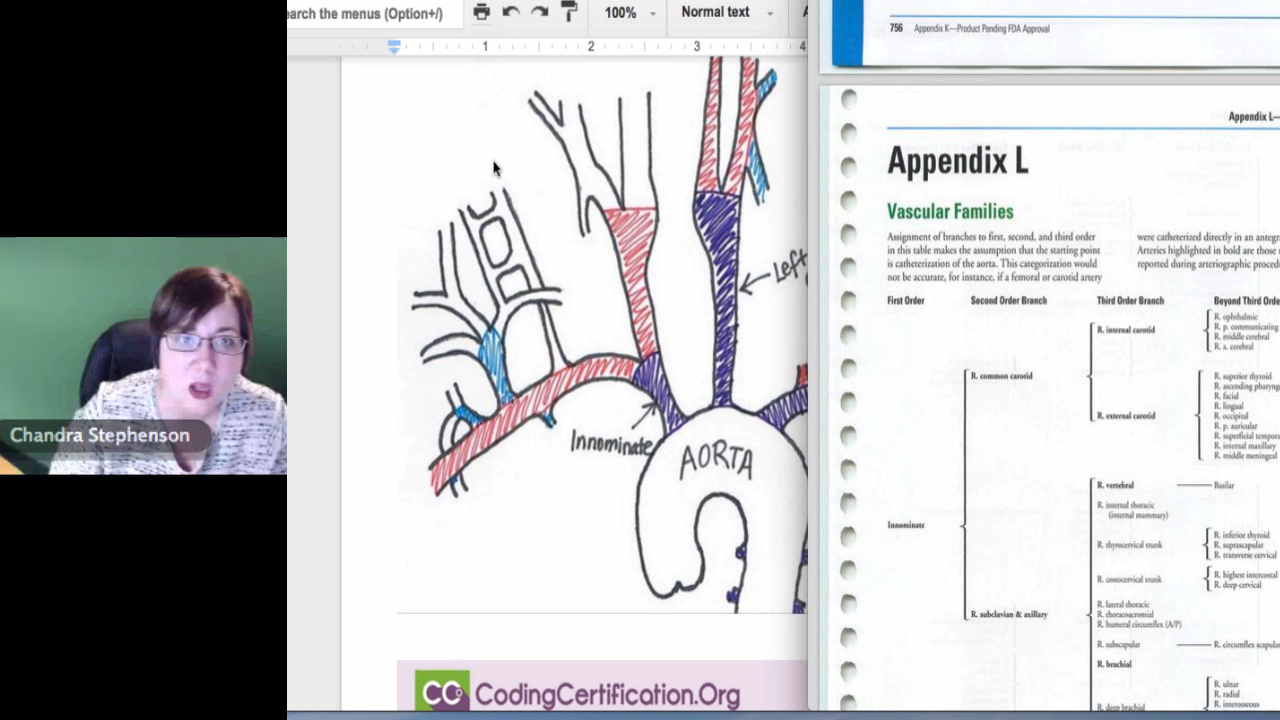 arch the menus (Option+/)
100%
Normal text
1 2 3 4
Left
Innominate
AORTA
Chandra Stephenson
CodingCertification.Org
756 Appendix K—Product Pending FDA Approval
Appendix L—
Appendix L
Vascular Families
Assignment of branches to first, second, and third order
in this table makes the assumption that the starting point
is catheterization of the aorta. This categorization would
not be accurate, for instance, if a femoral or carotid artery
were catheterized directly in an antegra
Arteries highlighted in bold are those
reported during arteriographic proced
First Order
Second Order Branch
Third Order Branch
Beyond Third Orde
R. internal carotid
R. ophthalmic
R. p. communicating
R. middle cerebral
R. a. cerebral
R. common carotid
R. external carotid
R. superior thyroid
R. ascending pharyng
R. facial
R. lingual
R. occipital
R. p. auricular
R. superficial tempora
R. internal maxillary
R. middle meningeal
Innominate
R. vertebral
Basilar
R. internal thoracic
(internal mammary)
R. thyrocervical trunk
R. inferior thyroid
R. suprascapular
R. transverse cervical
R. costocervical trunk
R. highest intercostal
R. deep cervical
R. subclavian & axillary
R. lateral thoracic
R. thoracoacromial
R. humeral circumflex (A/P)
R. subscapular
R. circumflex scapular
R. brachial
R. ulnar
R. radial
R. interosseous
R. deep brachial